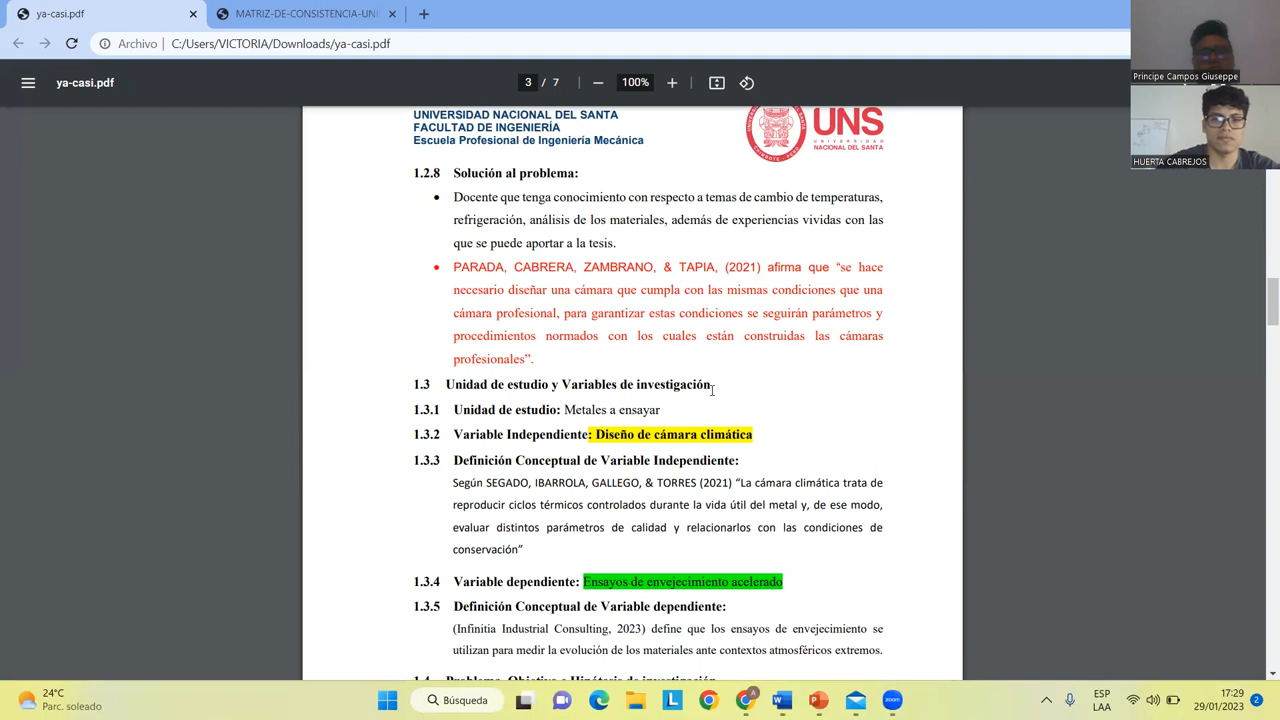 ya-casi.pdf
MATRIZ-DE-CONSISTENCIA-UNI
Archivo
C:/Users/VICTORIA/Downloads/ya-casi.pdf
ya-casi.pdf
3 / 7
100%
Principe Campos Giuseppe
HUERTA CABREJOS
UNIVERSIDAD NACIONAL DEL SANTA
FACULTAD DE INGENIERÍA
Escuela Profesional de Ingeniería Mecánica
UNS
UNIVERSIDAD
NACIONAL DEL SANTA
1.2.8 Solución al problema:
• Docente que tenga conocimiento con respecto a temas de cambio de temperaturas,
refrigeración, análisis de los materiales, además de experiencias vividas con las
que se puede aportar a la tesis.
• PARADA, CABRERA, ZAMBRANO, & TAPIA, (2021) afirma que “se hace
necesario diseñar una cámara que cumpla con las mismas condiciones que una
cámara profesional, para garantizar estas condiciones se seguirán parámetros y
procedimientos normados con los cuales están construidas las cámaras
profesionales”.
1.3 Unidad de estudio y Variables de investigación
1.3.1 Unidad de estudio: Metales a ensayar
1.3.2 Variable Independiente: Diseño de cámara climática
1.3.3 Definición Conceptual de Variable Independiente:
Según SEGADO, IBARROLA, GALLEGO, & TORRES (2021) “La cámara climática trata de
reproducir ciclos térmicos controlados durante la vida útil del metal y, de ese modo,
evaluar distintos parámetros de calidad y relacionarlos con las condiciones de
conservación”
1.3.4 Variable dependiente: Ensayos de envejecimiento acelerado
1.3.5 Definición Conceptual de Variable dependiente:
(Infinitia Industrial Consulting, 2023) define que los ensayos de envejecimiento se
utilizan para medir la evolución de los materiales ante contextos atmosféricos extremos.
1.4 Problema, Objetivo e Hipótesis de investigación
24°C
Parc. soleado
Búsqueda
ESP
LAA
17:29
29/01/2023
2